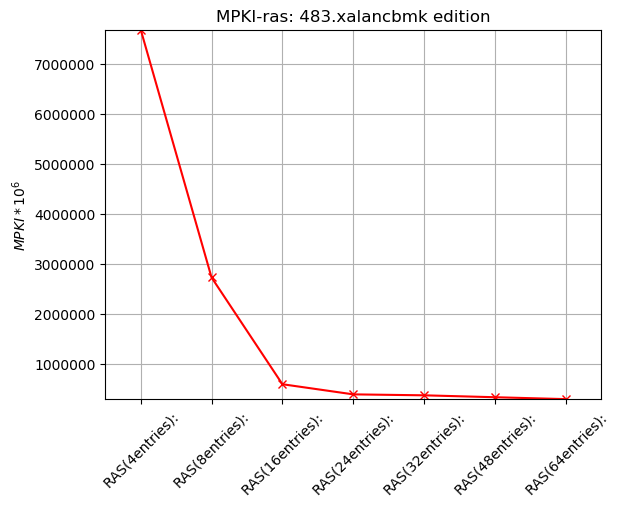 MPKI-ras: 483.xalancbmk edition
MPKI * 10^6
7000000
6000000
5000000
4000000
3000000
2000000
1000000
RAS(4entries):
RAS(8entries):
RAS(16entries):
RAS(24entries):
RAS(32entries):
RAS(48entries):
RAS(64entries):